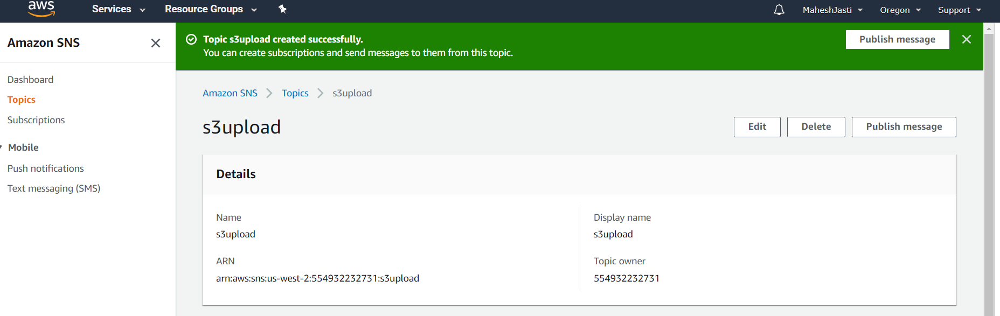 aws
Services
Resource Groups
MaheshJasti
Oregon
Support
Amazon SNS
Dashboard
Topics
Subscriptions
Mobile
Push notifications
Text messaging (SMS)
Topic s3upload created successfully.
You can create subscriptions and send messages to them from this topic.
Publish message
Amazon SNS
Topics
s3upload
s3upload
Edit
Delete
Publish message
Details
Name
s3upload
ARN
arn:aws:sns:us-west-2:554932232731:s3upload
Display name
s3upload
Topic owner
554932232731